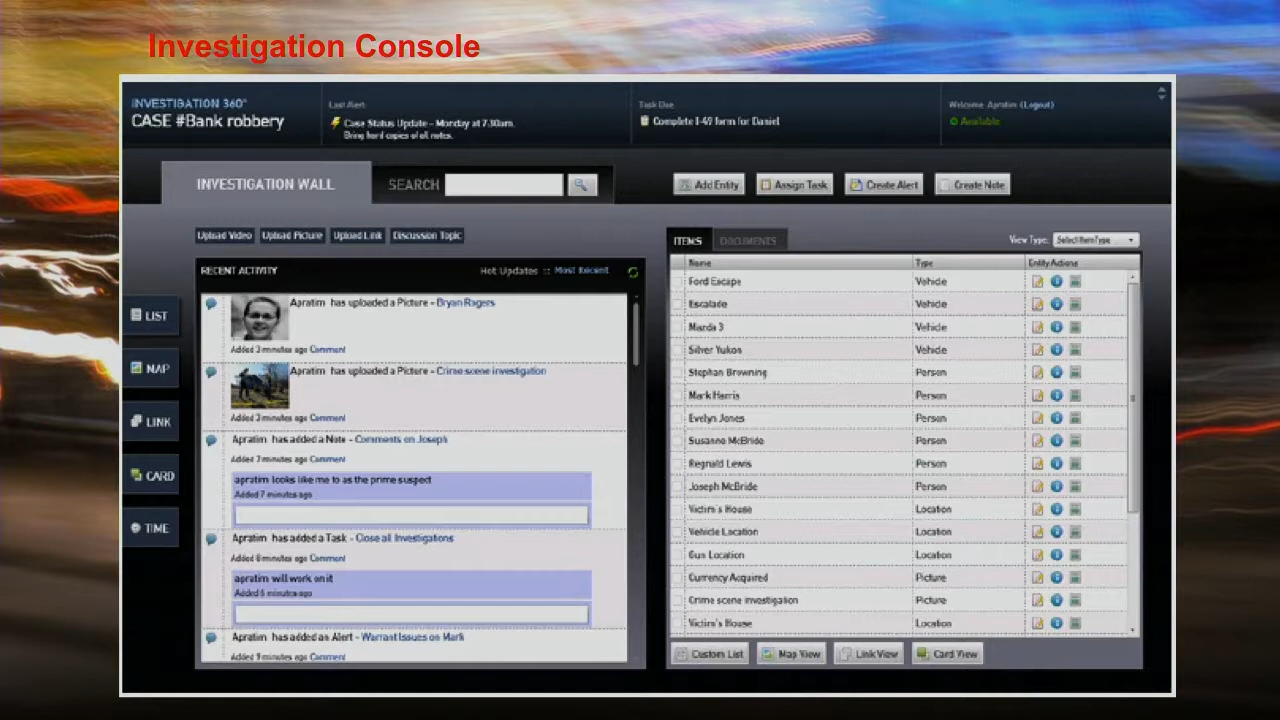 Investigation Console
INVESTIGATION 360°
CASE #Bank robbery
Last Alert:
Case Status Update - Monday at 7.30am.
Bring hard copies of all notes.
Task Due
Complete I-49 form for Daniel
Welcome Apratim (Logout)
Available
INVESTIGATION WALL
SEARCH
Add Entity
Assign Task
Create Alert
Create Note
Upload Video
Upload Picture
Upload Link
Discussion Topic
RECENT ACTIVITY
Hot Updates :: Most Recent
Apratim has uploaded a Picture - Bryan Ragers
Added 3 minutes ago Comment
Apratim has uploaded a Picture - Crime scene investigation
Added 3 minutes ago Comment
Apratim has added a Note - Comments on Joseph
Added 7 minutes ago Comment
apratim looks like me to as the prime suspect
Added 7 minutes ago
Apratim has added a Task - Close all Investigations
Added 8 minutes ago Comment
apratim will work on it
Added 6 minutes ago
Apratim has added an Alert - Warrant Issues on Mark
Added 9 minutes ago Comment
LIST
MAP
LINK
CARD
TIME
ITEMS
DOCUMENTS
View Type: Select Item Type
Name Type Entity Actions
Ford Escape Vehicle
Escalade Vehicle
Mazda 3 Vehicle
Silver Yukos Vehicle
Stephan Browning Person
Mark Harris Person
Evelyn Jones Person
Susanne McBride Person
Regnald Lewis Person
Joseph McBride Person
Victim's House Location
Vehicle Location Location
Gun Location Location
Currency Acquired Picture
Crime scene investigation Picture
Victim's House Location
Custom List
Map View
Link View
Card View